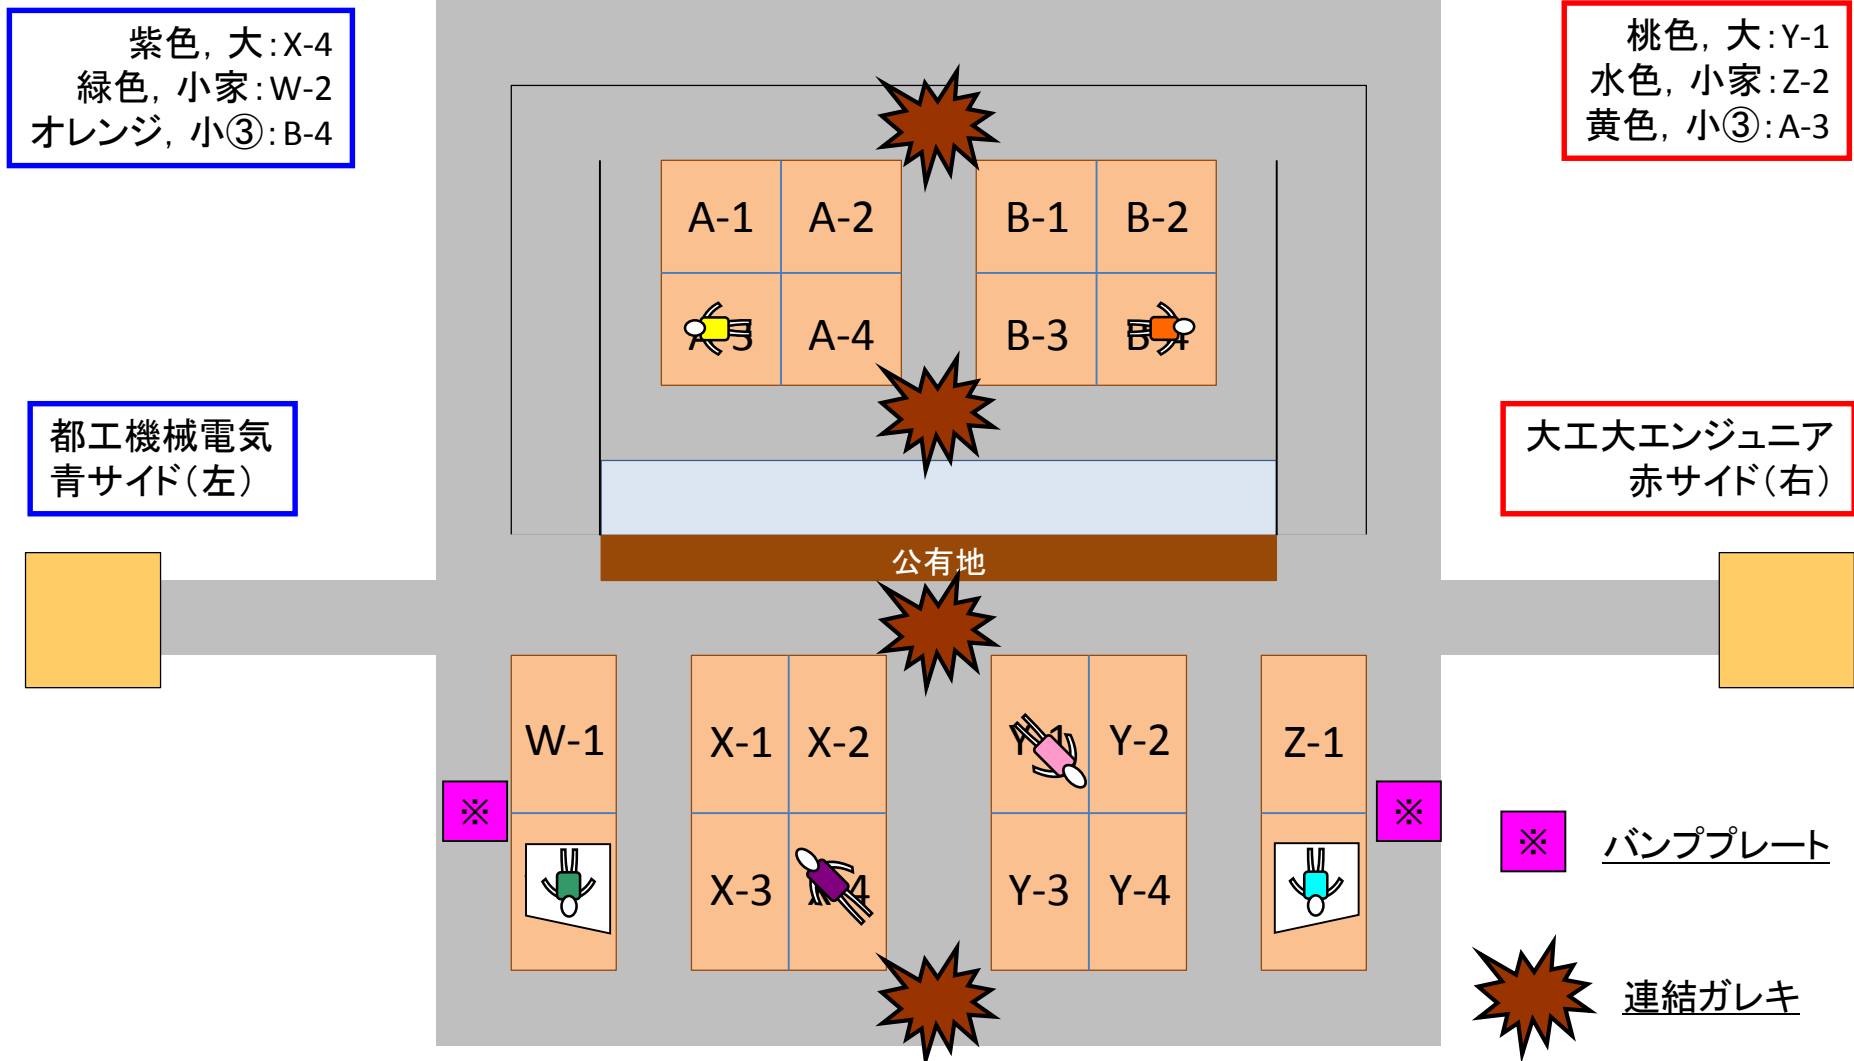 紫色，大：X-4
緑色，小家：W-2
オレンジ，小③：B-4
桃色，大：Y-1
水色，小家：Z-2
黄色，小③：A-3
A-1 A-2 B-1 B-2
A-3 A-4 B-3 B-4
都工機械電気
青サイド（左）
大工大エンジュニア
赤サイド（右）
公有地
W-1 X-1 X-2 Y-1 Y-2 Z-1
※ ※
※ バンププレート
X-3 X-4 Y-3 Y-4
連結ガレキ